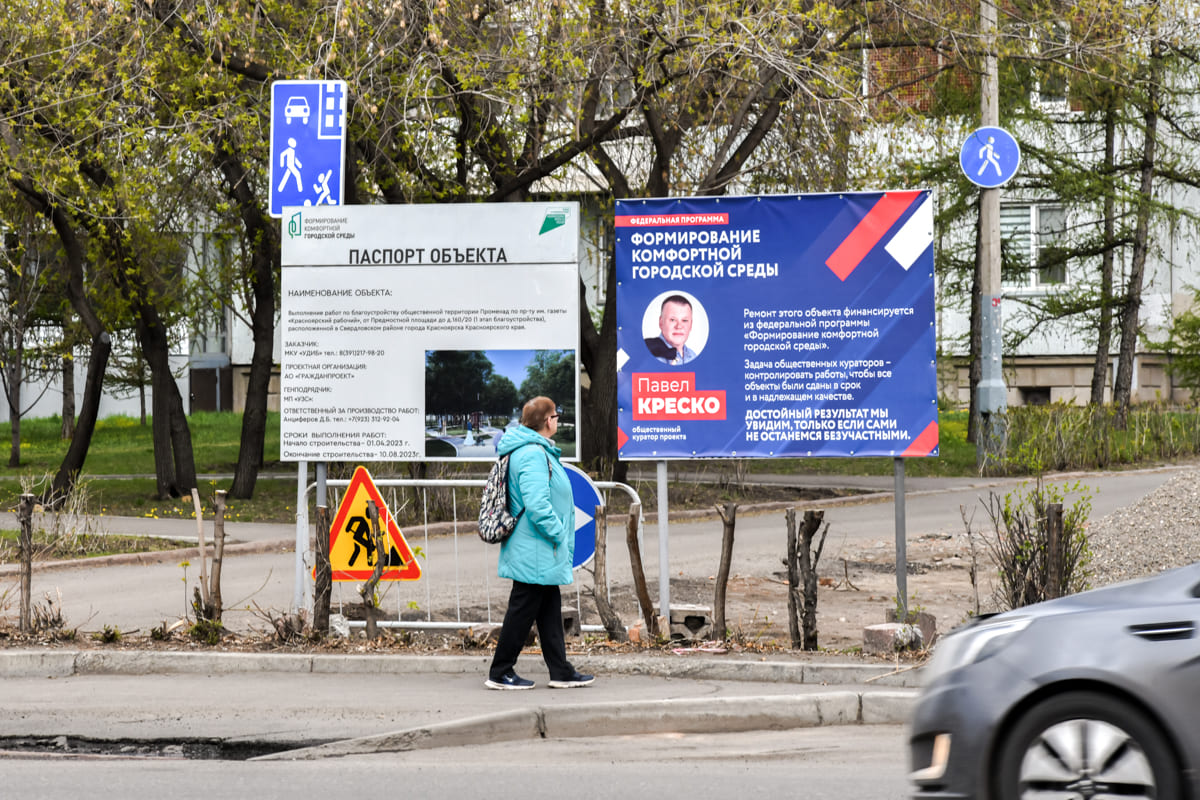 ФОРМИРОВАНИЕ
КОМФОРТНОЙ
ГОРОДСКОЙ СРЕДЫ
ПАСПОРТ ОБЪЕКТА
НАИМЕНОВАНИЕ ОБЪЕКТА:
Выполнение работ по благоустройству общественной территории Променад по пр-ту им. газеты
«Красноярский рабочий», от Предмостной площади до д.160/20 (1 этап благоустройства),
расположенной в Свердловском районе города Красноярска Красноярского края.
ЗАКАЗЧИК:
МКУ «УДИБ» тел.: 8(391)217-98-20
ПРОЕКТНАЯ ОРГАНИЗАЦИЯ:
АО «ГРАЖДАНПРОЕКТ»
ГЕНПОДРЯДЧИК:
МП «УЗС»
ОТВЕТСТВЕННЫЙ ЗА ПРОИЗВОДСТВО РАБОТ:
Анциферов Д.Б. тел.: +7(923) 312-92-04
СРОКИ ВЫПОЛНЕНИЯ РАБОТ:
Начало строительства- 01.04.2023 г.
Окончание строительства- 10.08.2023г.
ФЕДЕРАЛЬНАЯ ПРОГРАММА
ФОРМИРОВАНИЕ
КОМФОРТНОЙ
ГОРОДСКОЙ СРЕДЫ
Ремонт этого объекта финансируется
из федеральной программы
«Формирование комфортной
городской среды».
Задача общественных кураторов –
контролировать работы, чтобы все
объекты были сданы в срок
и в надлежащем качестве.
ДОСТОЙНЫЙ РЕЗУЛЬТАТ МЫ
УВИДИМ, ТОЛЬКО ЕСЛИ САМИ
НЕ ОСТАНЕМСЯ БЕЗУЧАСТНЫМИ.
Павел
КРЕСКО
общественный
куратор проекта